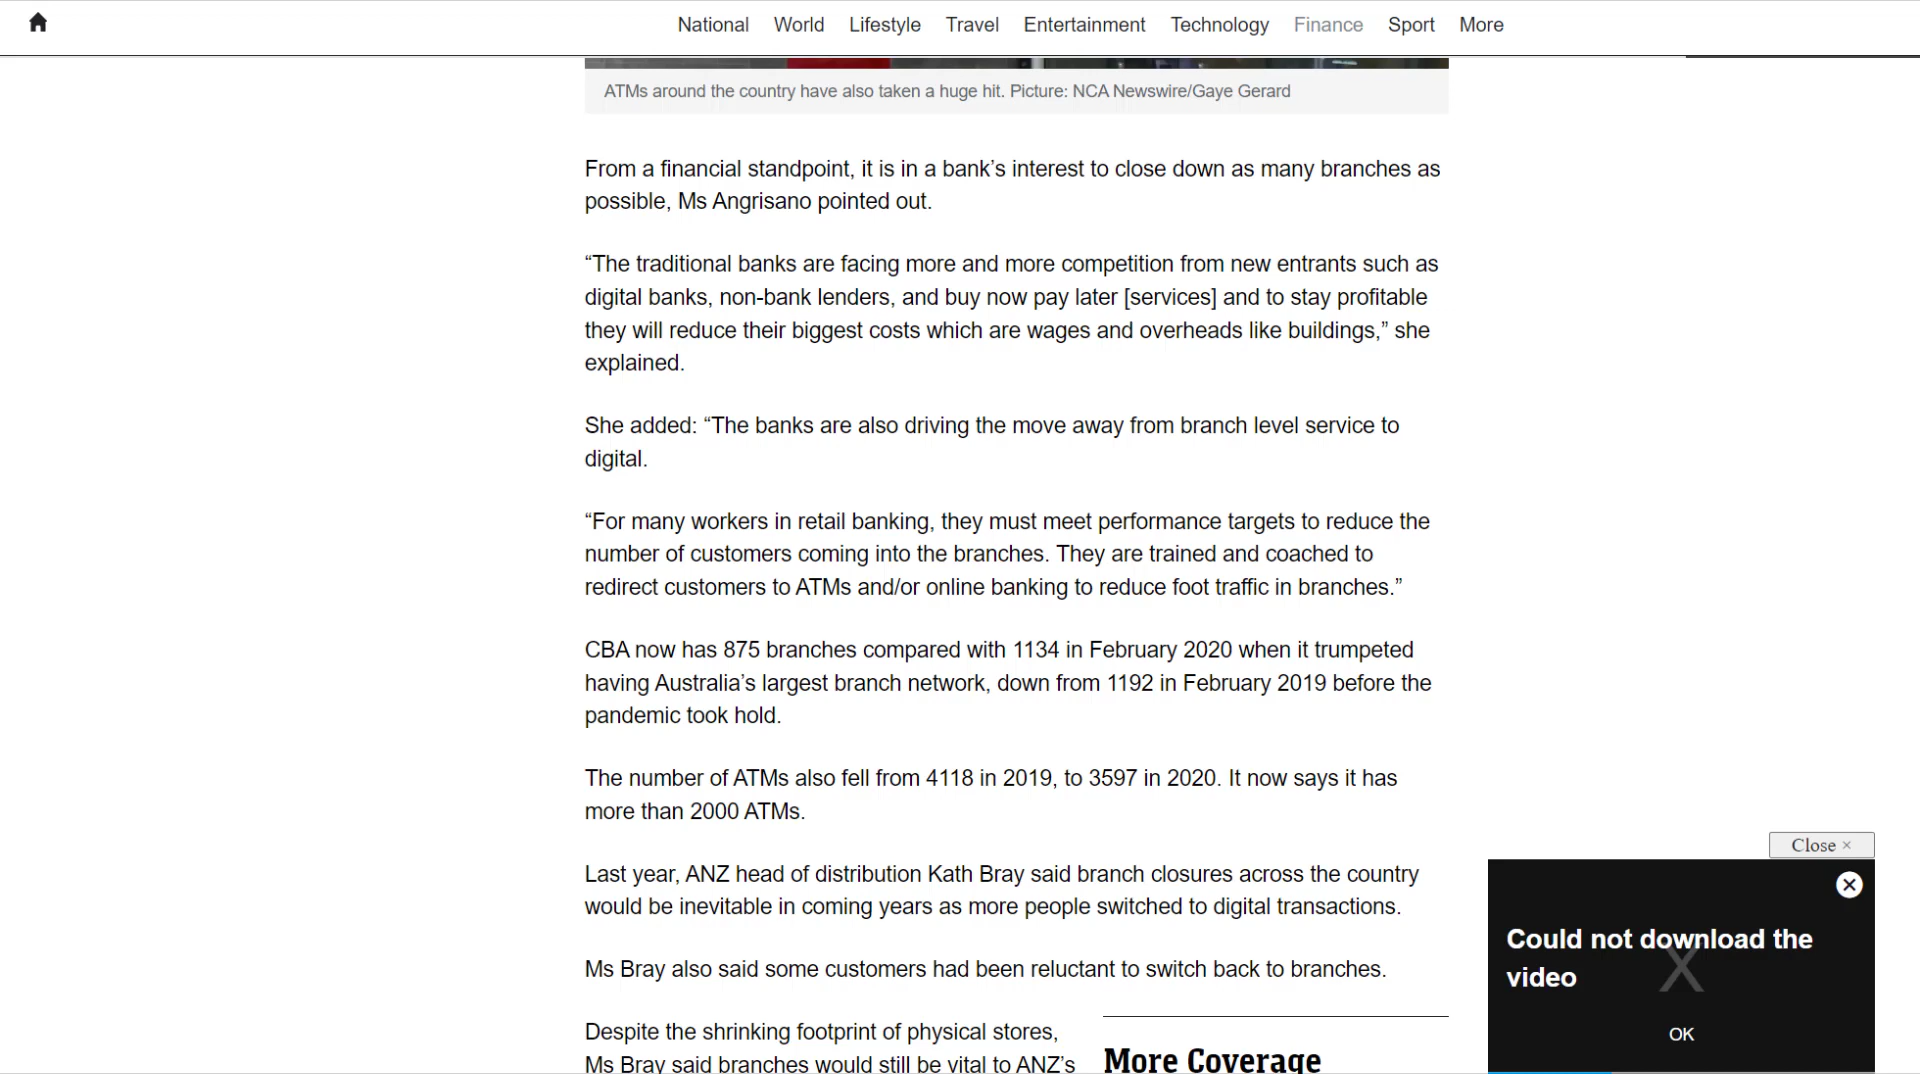 National World Lifestyle Travel Entertainment Technology Finance Sport More
ATMs around the country have also taken a huge hit. Picture: NCA Newswire/Gaye Gerard
From a financial standpoint, it is in a bank’s interest to close down as many branches as
possible, Ms Angrisano pointed out.
“The traditional banks are facing more and more competition from new entrants such as
digital banks, non-bank lenders, and buy now pay later [services] and to stay profitable
they will reduce their biggest costs which are wages and overheads like buildings,” she
explained.
She added: “The banks are also driving the move away from branch level service to
digital.
“For many workers in retail banking, they must meet performance targets to reduce the
number of customers coming into the branches. They are trained and coached to
redirect customers to ATMs and/or online banking to reduce foot traffic in branches.”
CBA now has 875 branches compared with 1134 in February 2020 when it trumpeted
having Australia’s largest branch network, down from 1192 in February 2019 before the
pandemic took hold.
The number of ATMs also fell from 4118 in 2019, to 3597 in 2020. It now says it has
more than 2000 ATMs.
Last year, ANZ head of distribution Kath Bray said branch closures across the country
would be inevitable in coming years as more people switched to digital transactions.
Ms Bray also said some customers had been reluctant to switch back to branches.
Despite the shrinking footprint of physical stores,
Ms Bray said branches would still be vital to ANZ’s
More Coverage
Close ×
Could not download the
video
X
OK